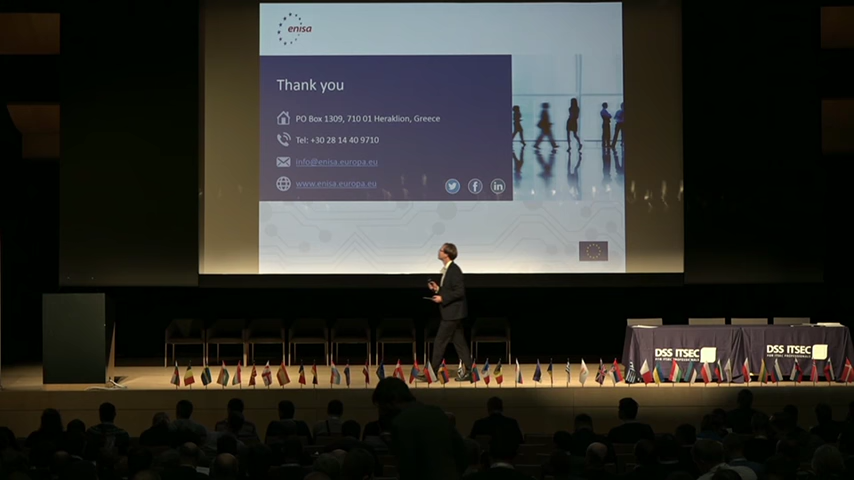 enisa
Thank you
PO Box 1309, 710 01 Heraklion, Greece
Tel: +30 28 14 40 9710
info@enisa.europa.eu
www.enisa.europa.eu
DSS ITSEC
DSS ITSEC